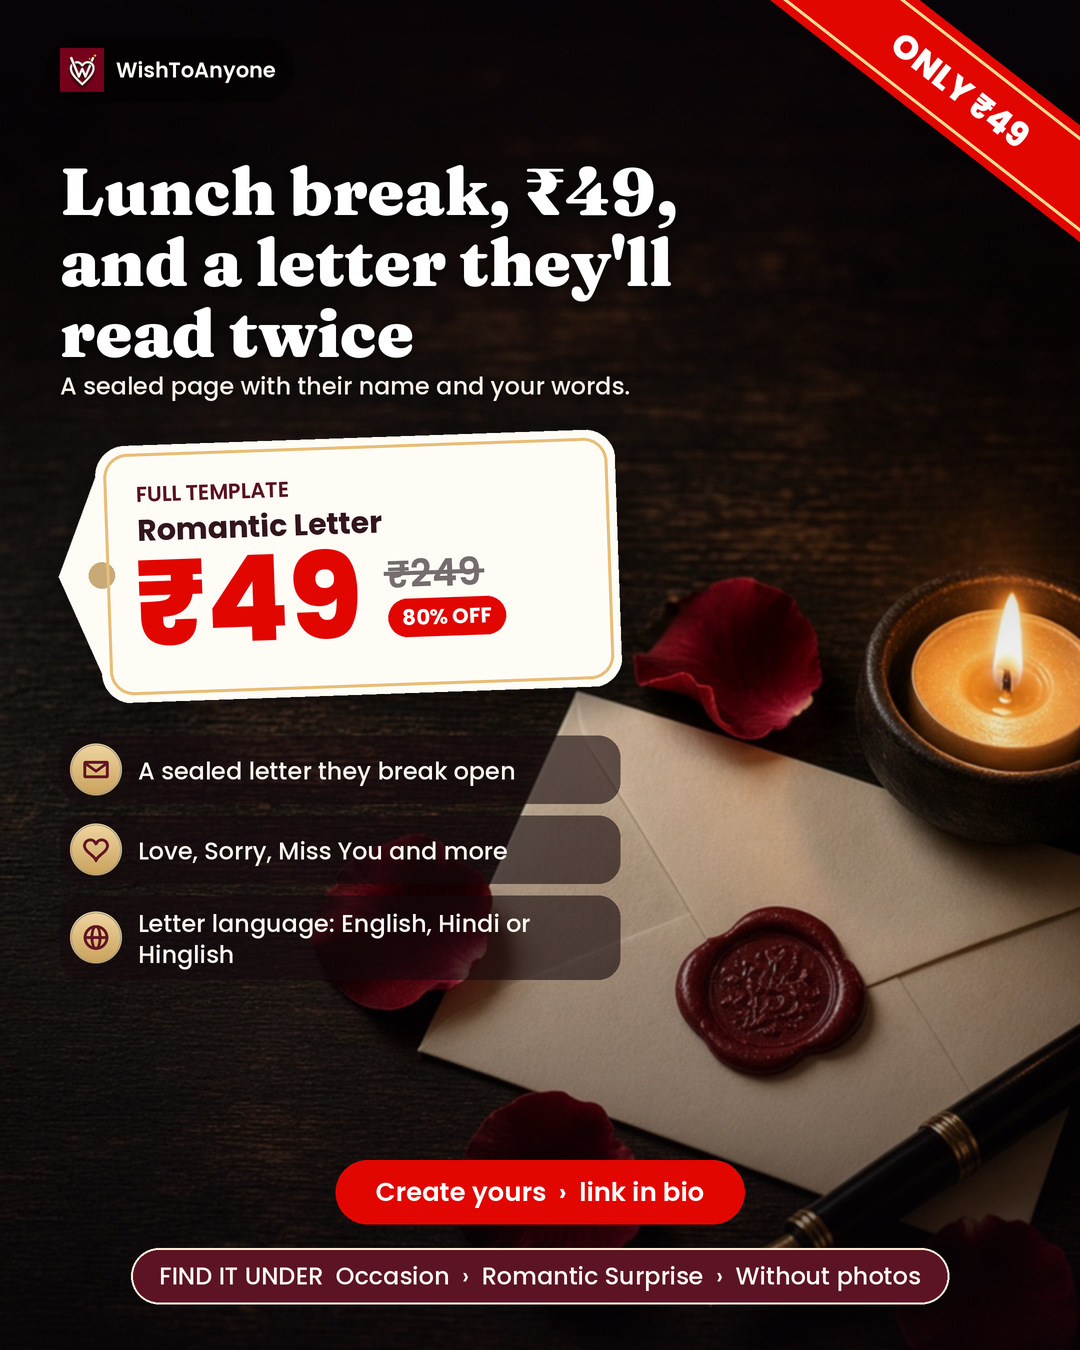 WishToAnyone
ONLY ₹49
Lunch break, ₹49,
and a letter they'll
read twice
A sealed page with their name and your words.
FULL TEMPLATE
Romantic Letter
₹49
₹249
80% OFF
A sealed letter they break open
Love, Sorry, Miss You and more
Letter language: English, Hindi or
Hinglish
Create yours › link in bio
FIND IT UNDER Occasion › Romantic Surprise › Without photos